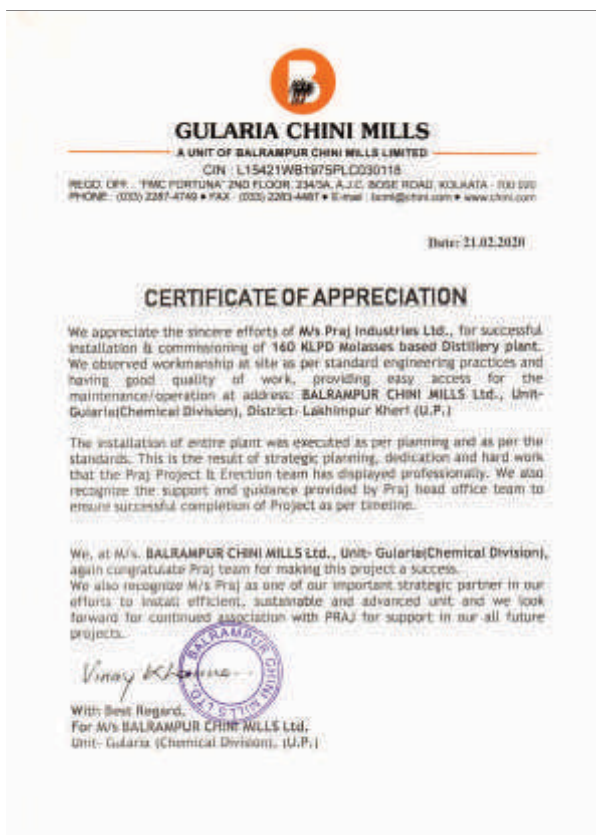 B
GULARIA CHINI MILLS
A UNIT OF BALRAMPUR CHINI MILLS LIMITED
CIN : L15421WB1975PLC030118
REGD. OFF. : "FMC FORTUNA" 2ND FLOOR, 234/3A, A.J.C. BOSE ROAD, KOLKATA - 700 020
PHONE : (033) 2287-4749 • FAX : (033) 2283-4487 • E-mail : bcml@chini.com • www.chini.com
Date: 21.02.2020
CERTIFICATE OF APPRECIATION
We appreciate the sincere efforts of M/s Praj Industries Ltd., for successful
installation & commissioning of 160 KLPD Molasses based Distillery plant.
We observed workmanship at site as per standard engineering practices and
having good quality of work, providing easy access for the
maintenance/operation at address: BALRAMPUR CHINI MILLS Ltd., Unit-
Gularia(Chemical Division), District- Lakhimpur Kheri (U.P.)
The installation of entire plant was executed as per planning and as per the
standards. This is the result of strategic planning, dedication and hard work
that the Praj Project & Erection team has displayed professionally. We also
recognize the support and guidance provided by Praj head office team to
ensure successful completion of Project as per timeline.
We, at M/s. BALRAMPUR CHINI MILLS Ltd., Unit- Gularia(Chemical Division),
again congratulate Praj team for making this project a success.
We also recognize M/s Praj as one of our important strategic partner in our
efforts to install efficient, sustainable and advanced unit and we look
forward for continued association with PRAJ for support in our all future
projects.
Vinay Khanna
BALRAMPUR CHINI MILLS LTD.
With Best Regard,
For M/s BALRAMPUR CHINI MILLS Ltd.
Unit- Gularia (Chemical Division), (U.P.)